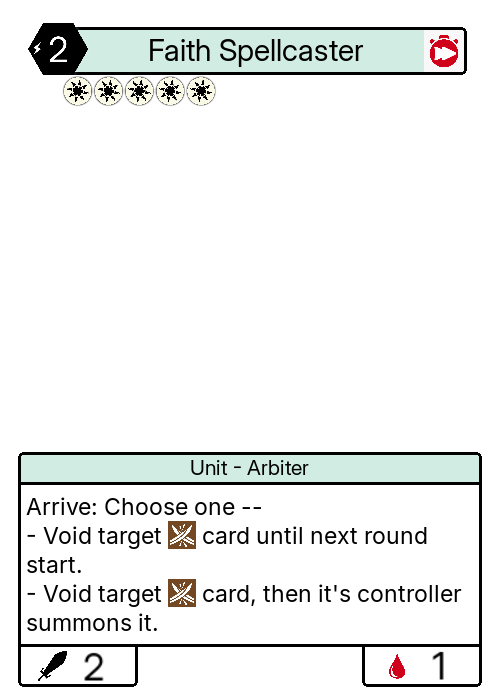 2
Faith Spellcaster
Unit - Arbiter
Arrive: Choose one --
- Void target card until next round
start.
- Void target card, then it's controller
summons it.
2
1